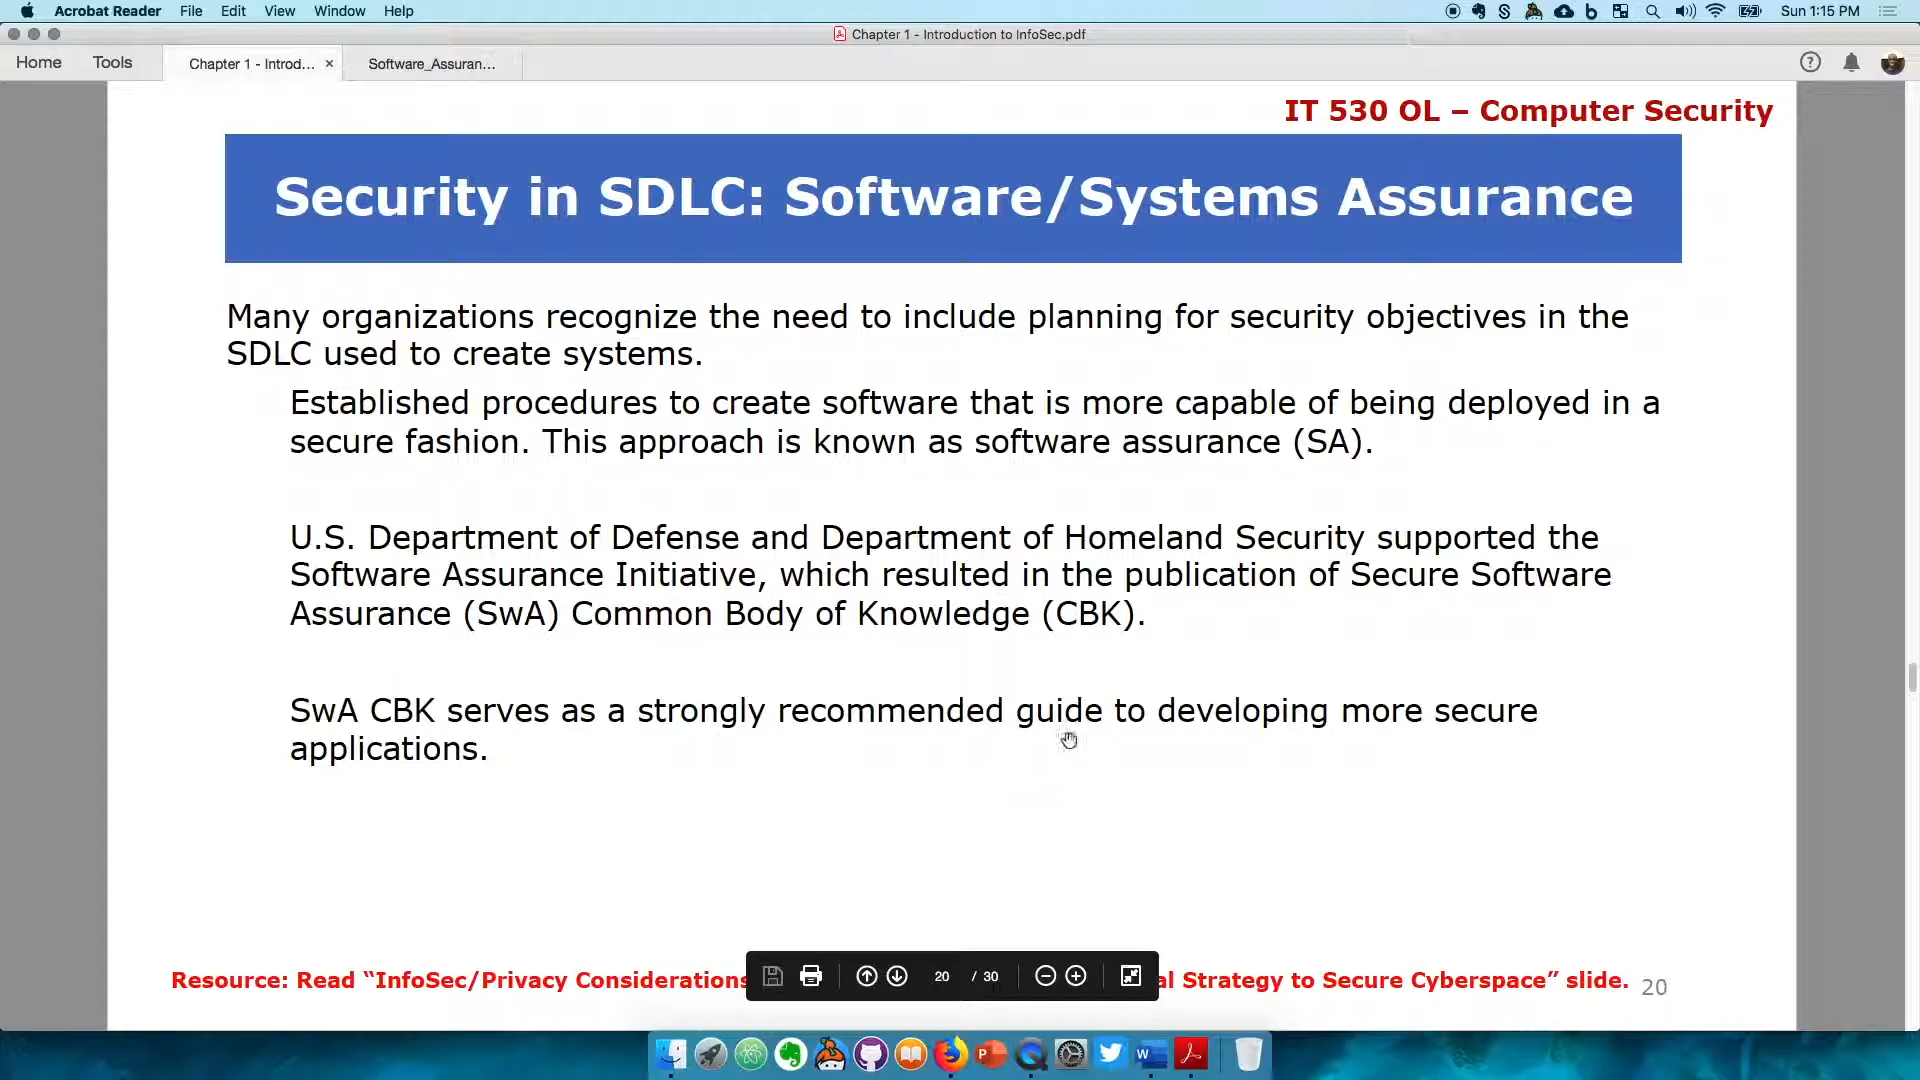 Acrobat Reader File Edit View Window Help Sun 1:15 PM
Chapter 1 - Introduction to InfoSec.pdf
Home Tools Chapter 1 - Introd... × Software_Assuran...
IT 530 OL – Computer Security
Security in SDLC: Software/Systems Assurance
Many organizations recognize the need to include planning for security objectives in the
SDLC used to create systems.
Established procedures to create software that is more capable of being deployed in a
secure fashion. This approach is known as software assurance (SA).
U.S. Department of Defense and Department of Homeland Security supported the
Software Assurance Initiative, which resulted in the publication of Secure Software
Assurance (SwA) Common Body of Knowledge (CBK).
SwA CBK serves as a strongly recommended guide to developing more secure
applications.
20 / 30
Resource: Read “InfoSec/Privacy Considerations al Strategy to Secure Cyberspace” slide. 20